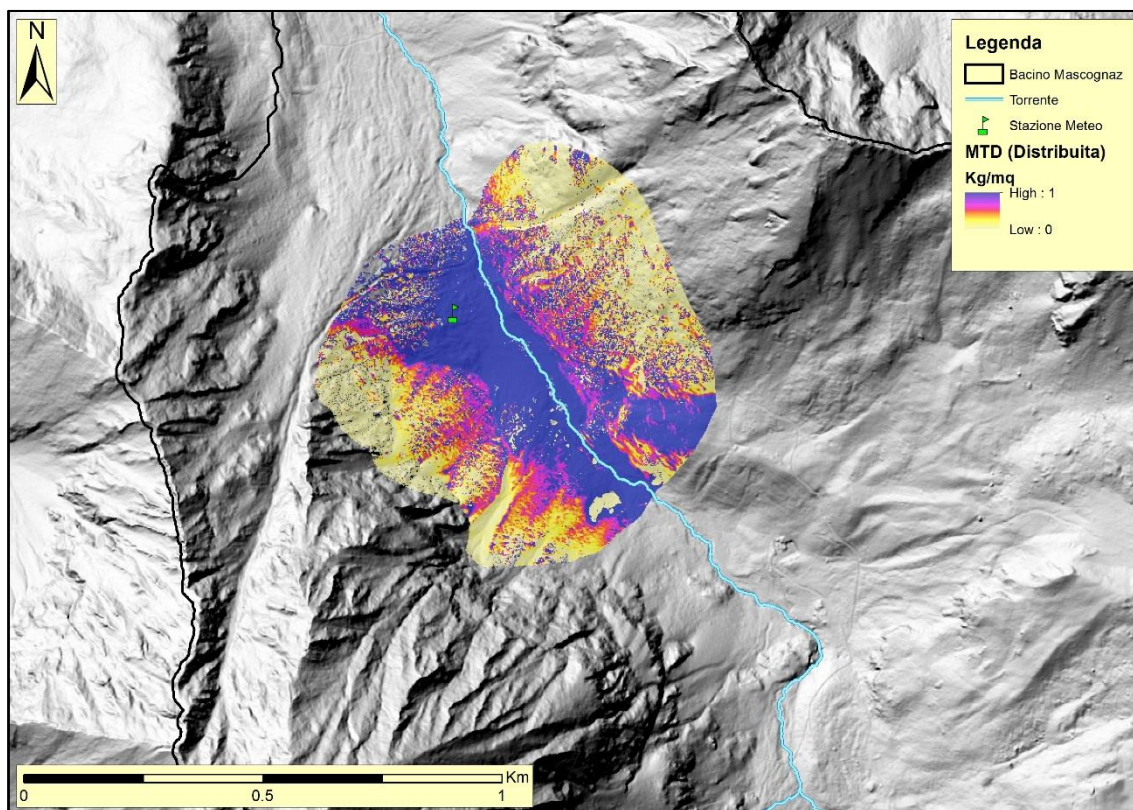 N
Legenda
Bacino Mascognaz
Torrente
Stazione Meteo
MTD (Distribuita)
Kg/mq
High : 1
Low : 0
Km
0 0.5 1